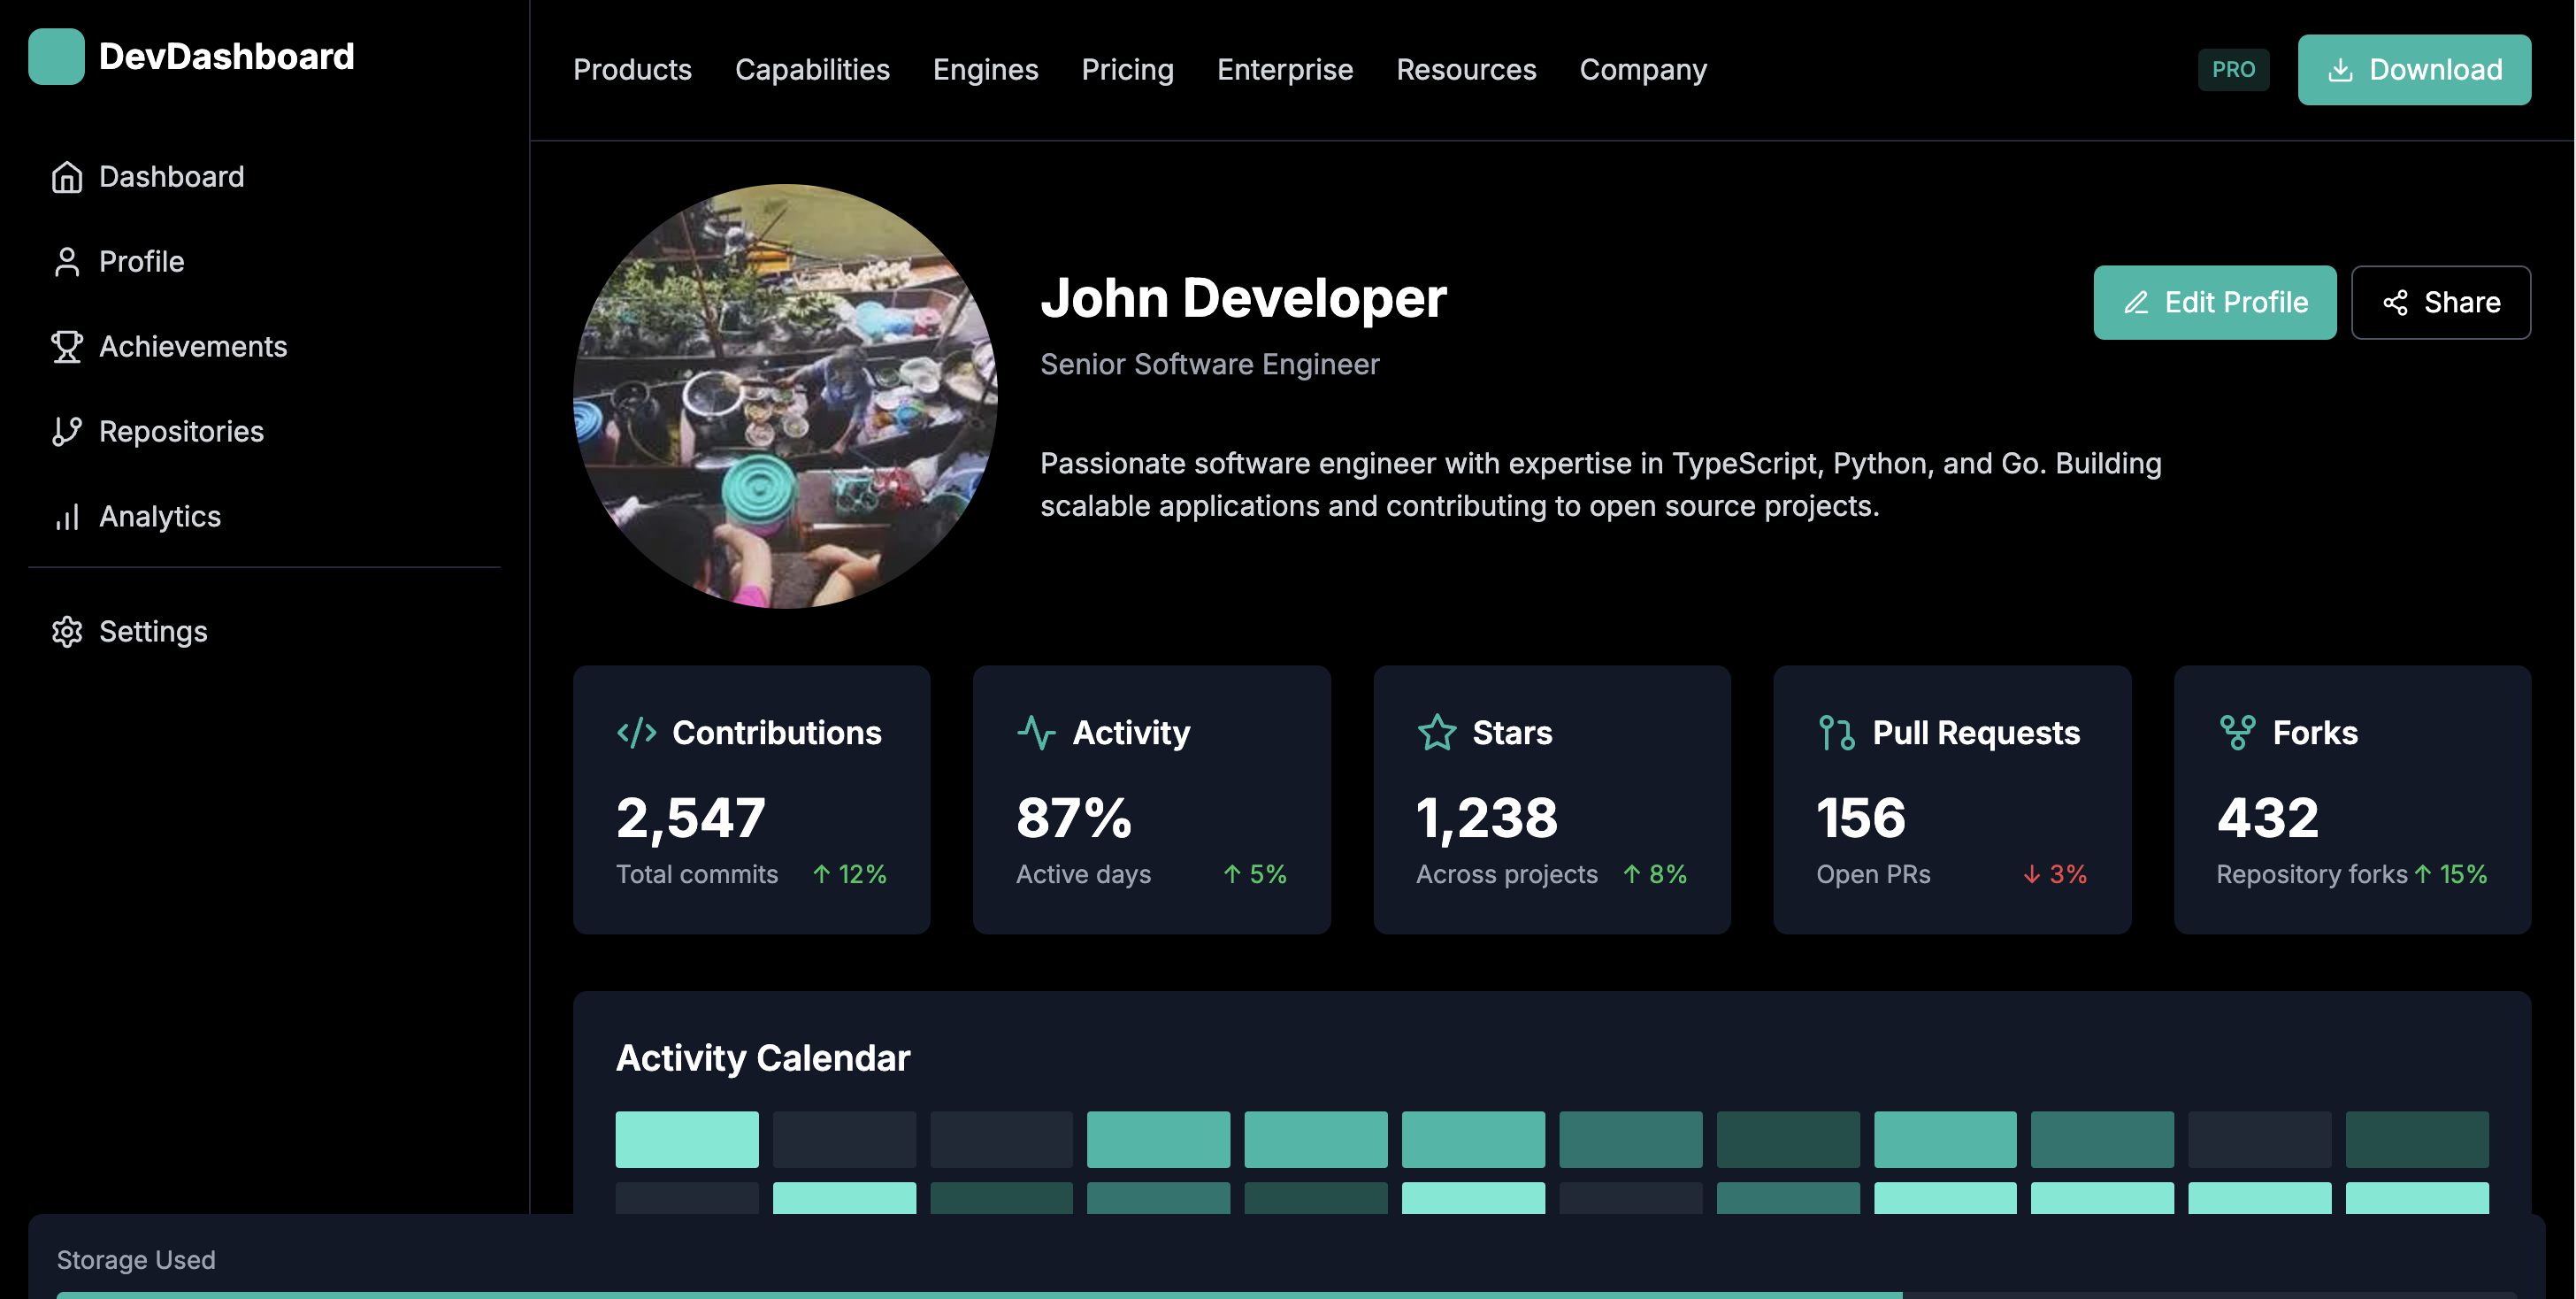 DevDashboard
Dashboard
Profile
Achievements
Repositories
Analytics
Settings
Products Capabilities Engines Pricing Enterprise Resources Company PRO Download
John Developer
Senior Software Engineer
Edit Profile Share
Passionate software engineer with expertise in TypeScript, Python, and Go. Building
scalable applications and contributing to open source projects.
Contributions
2,547
Total commits ↑ 12%
Activity
87%
Active days ↑ 5%
Stars
1,238
Across projects ↑ 8%
Pull Requests
156
Open PRs ↓ 3%
Forks
432
Repository forks ↑ 15%
Activity Calendar
Storage Used